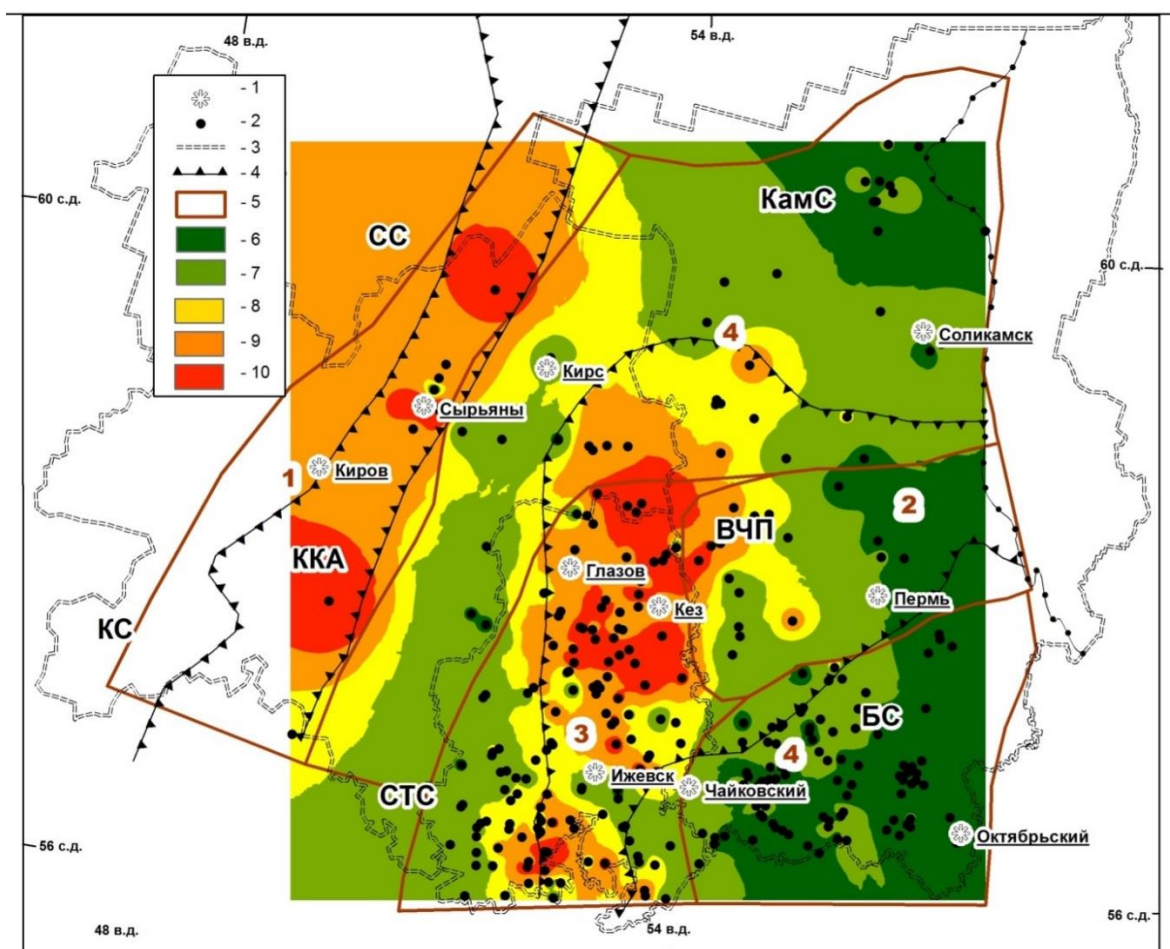 48 в.д.
54 в.д.
- 1
- 2
- 3
- 4
- 5
- 6
- 7
- 8
- 9
- 10
60 с.д.
КамС
СС
60 с.д.
4
Соликамск
Кирс
Сырьяны
1
Киров
2
ВЧП
ККА
Глазов
Кез
Пермь
КС
БС
3
4
Ижевск
СТС
Чайковский
Октябрьский
56 с.д.
56 с.д.
48 в.д.
54 в.д.